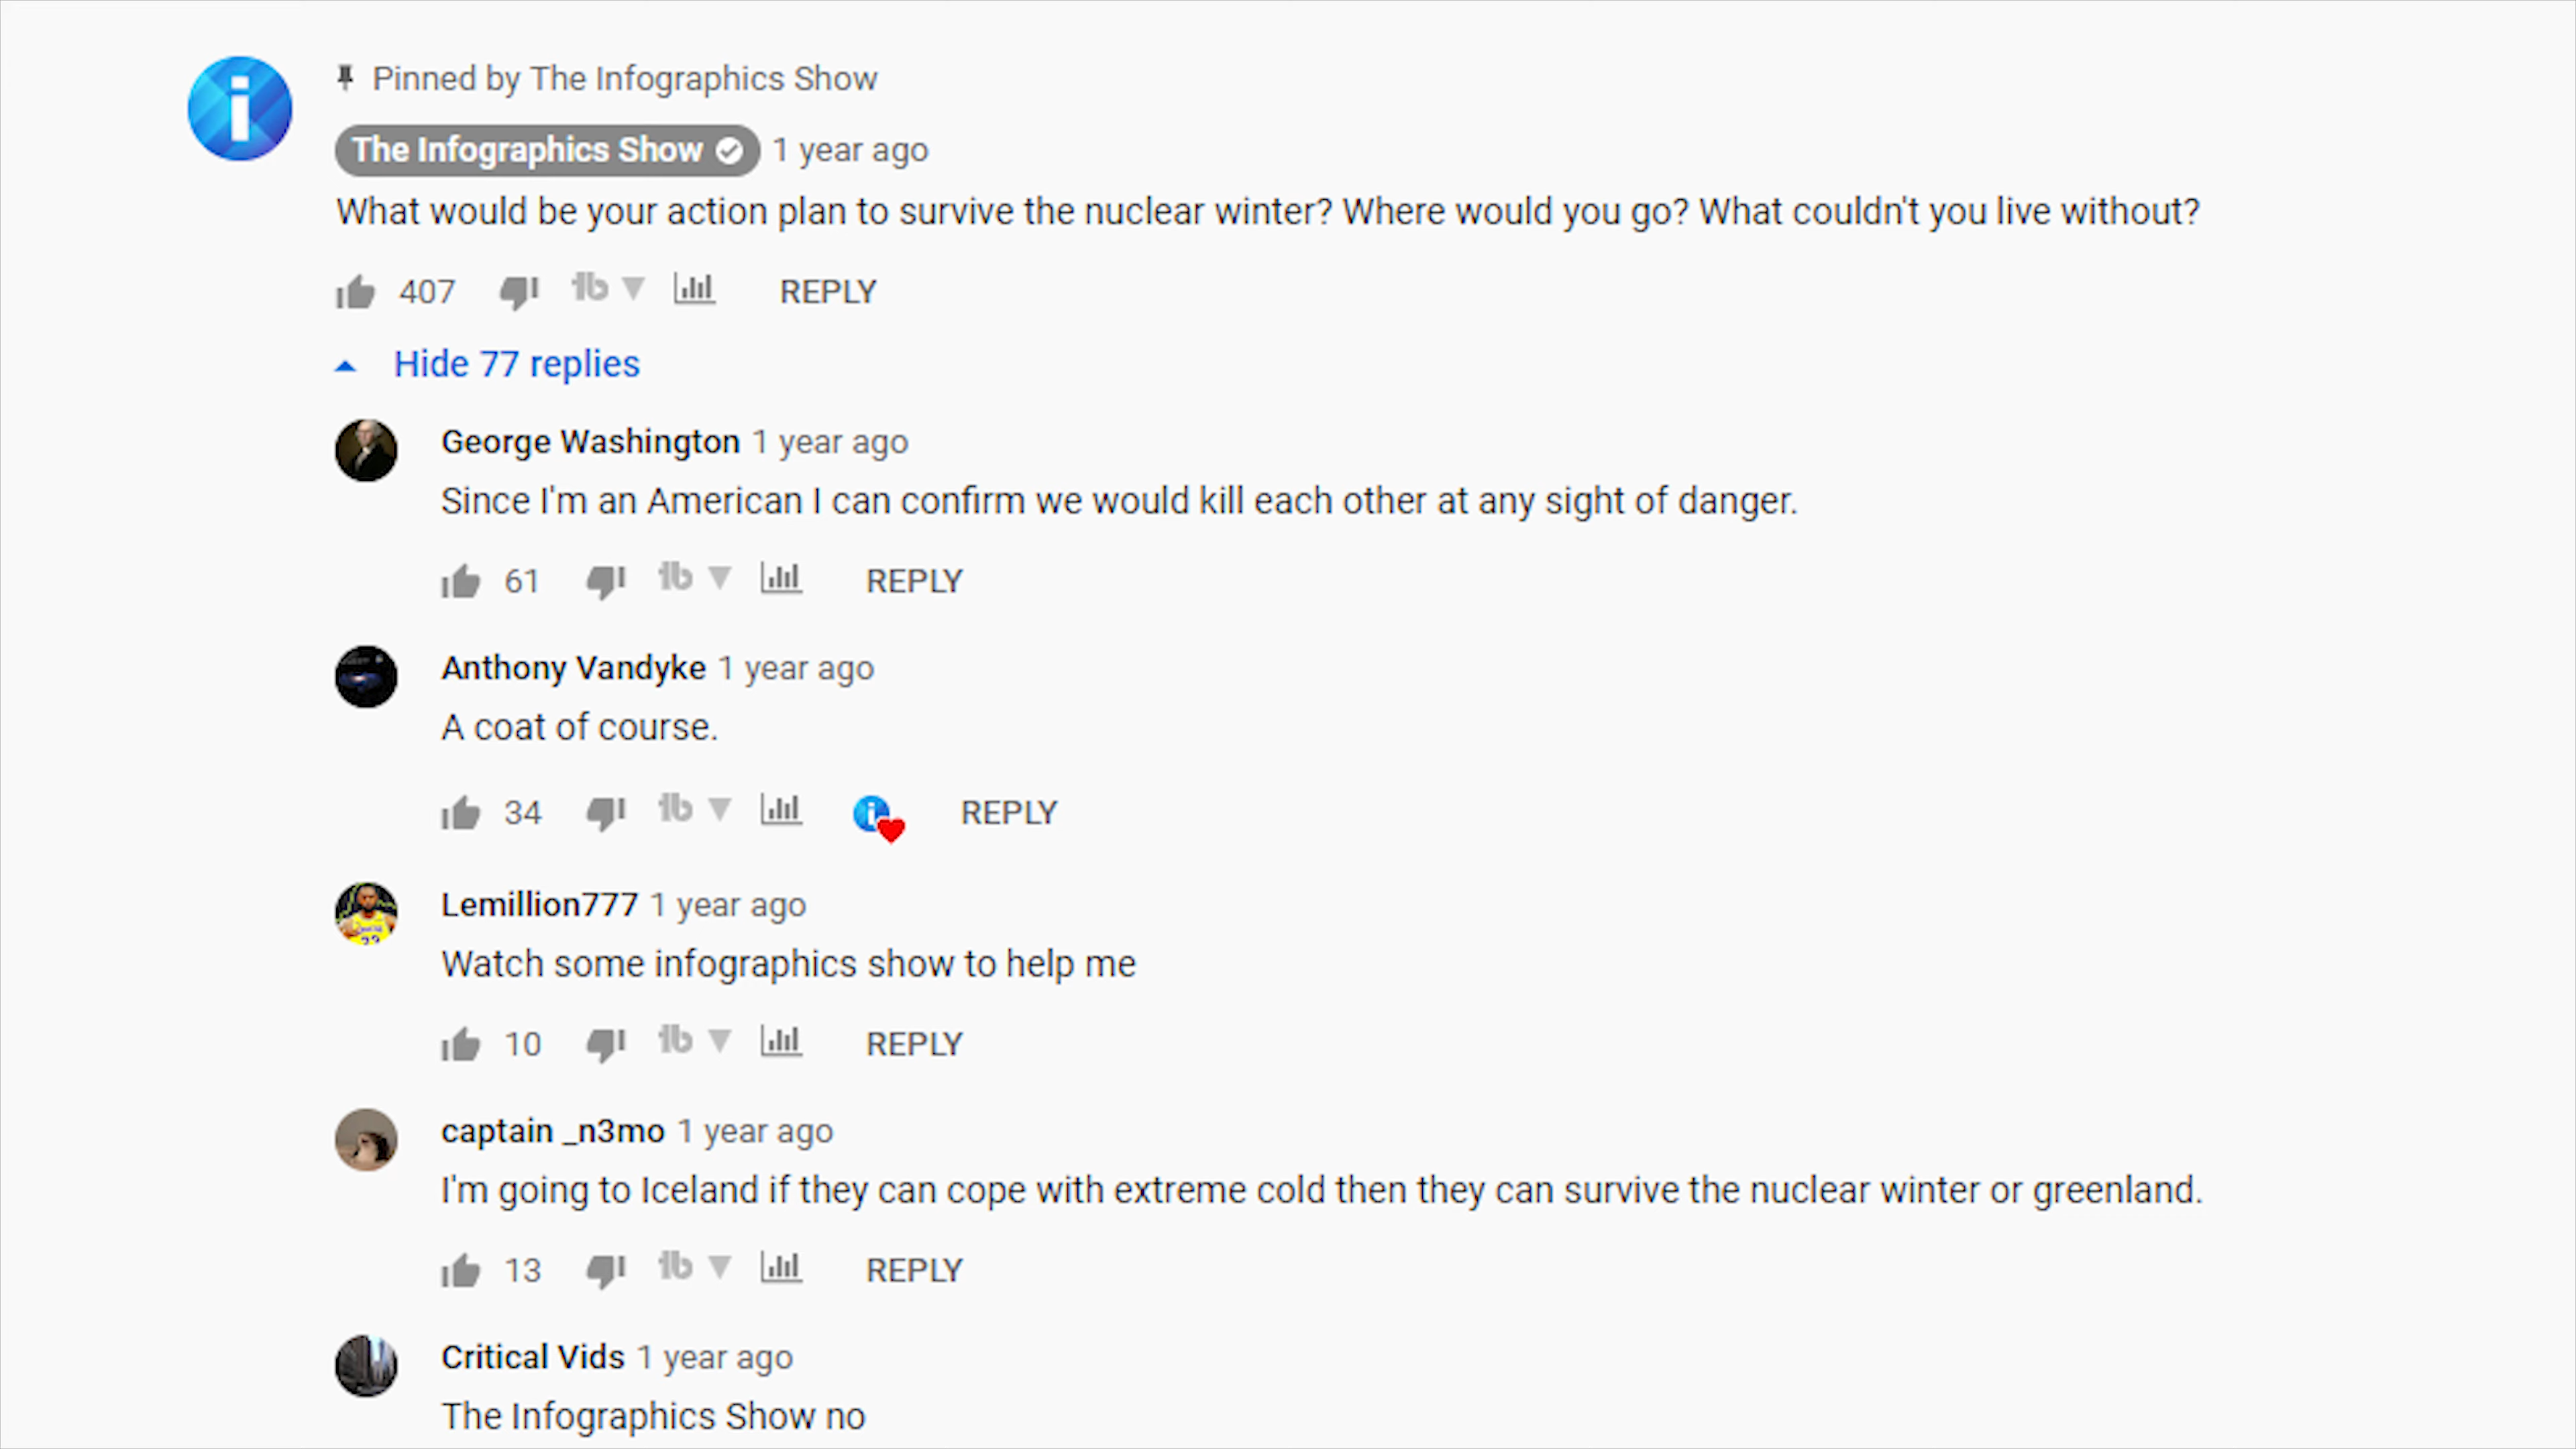 Pinned by The Infographics Show
The Infographics Show 1 year ago
What would be your action plan to survive the nuclear winter? Where would you go? What couldn't you live without?
407 REPLY
Hide 77 replies
George Washington 1 year ago
Since I'm an American I can confirm we would kill each other at any sight of danger.
61 REPLY
Anthony Vandyke 1 year ago
A coat of course.
34 REPLY
Lemillion777 1 year ago
Watch some infographics show to help me
10 REPLY
captain _n3mo 1 year ago
I'm going to Iceland if they can cope with extreme cold then they can survive the nuclear winter or greenland.
13 REPLY
Critical Vids 1 year ago
The Infographics Show no